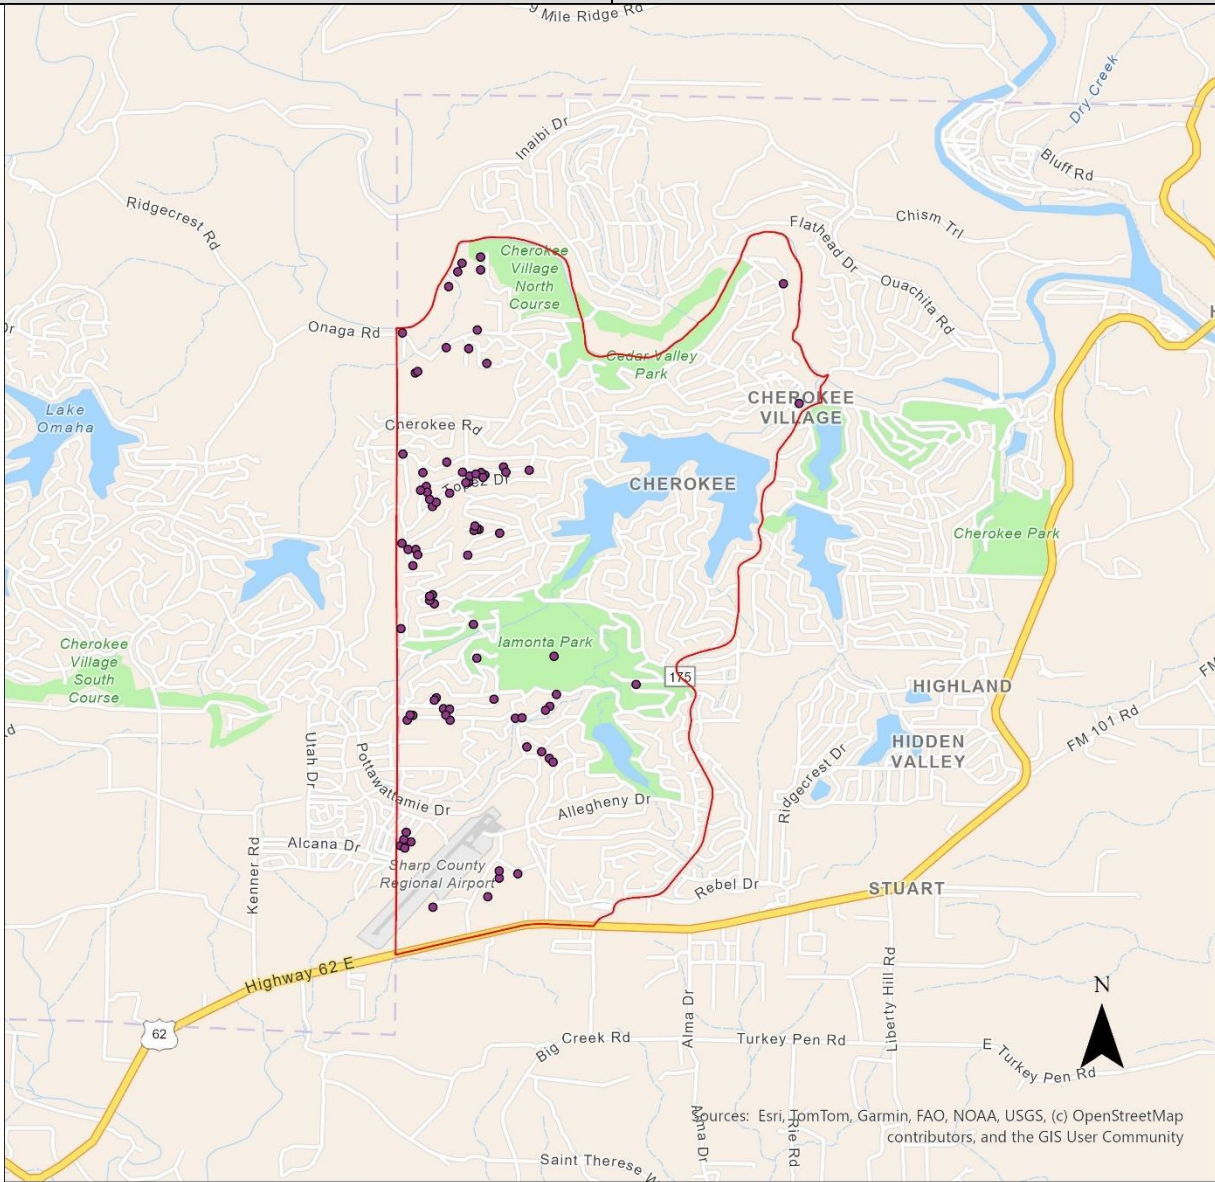 9 Mile Ridge Rd
Dry Creek
Inaibi Dr
Bluff Rd
Ridgecrest Rd
Chism Trl
Flathead Dr
Cherokee
Village
North
Course
Ouachita Rd
Onaga Rd
Cedar Valley
Park
CHEROKEE
VILLAGE
Lake
Omaha
Cherokee Rd
Topez Dr
CHEROKEE
Cherokee Park
Iamonta Park
Cherokee
Village
South
Course
175
HIGHLAND
FM 101 Rd
HIDDEN
VALLEY
Utah Dr
Pottawattamie Dr
Ridgecrest Dr
Allegheny Dr
Alcana Dr
Kenner Rd
Sharp County
Regional Airport
Rebel Dr
STUART
Highway 62 E
Liberty Hill Rd
N
62
Alma Dr
Big Creek Rd
Turkey Pen Rd
E Turkey Pen Rd
Sources: Esri, TomTom, Garmin, FAO, NOAA, USGS, (c) OpenStreetMap
contributors, and the GIS User Community
Alma Dr
Rie Rd
Saint Therese